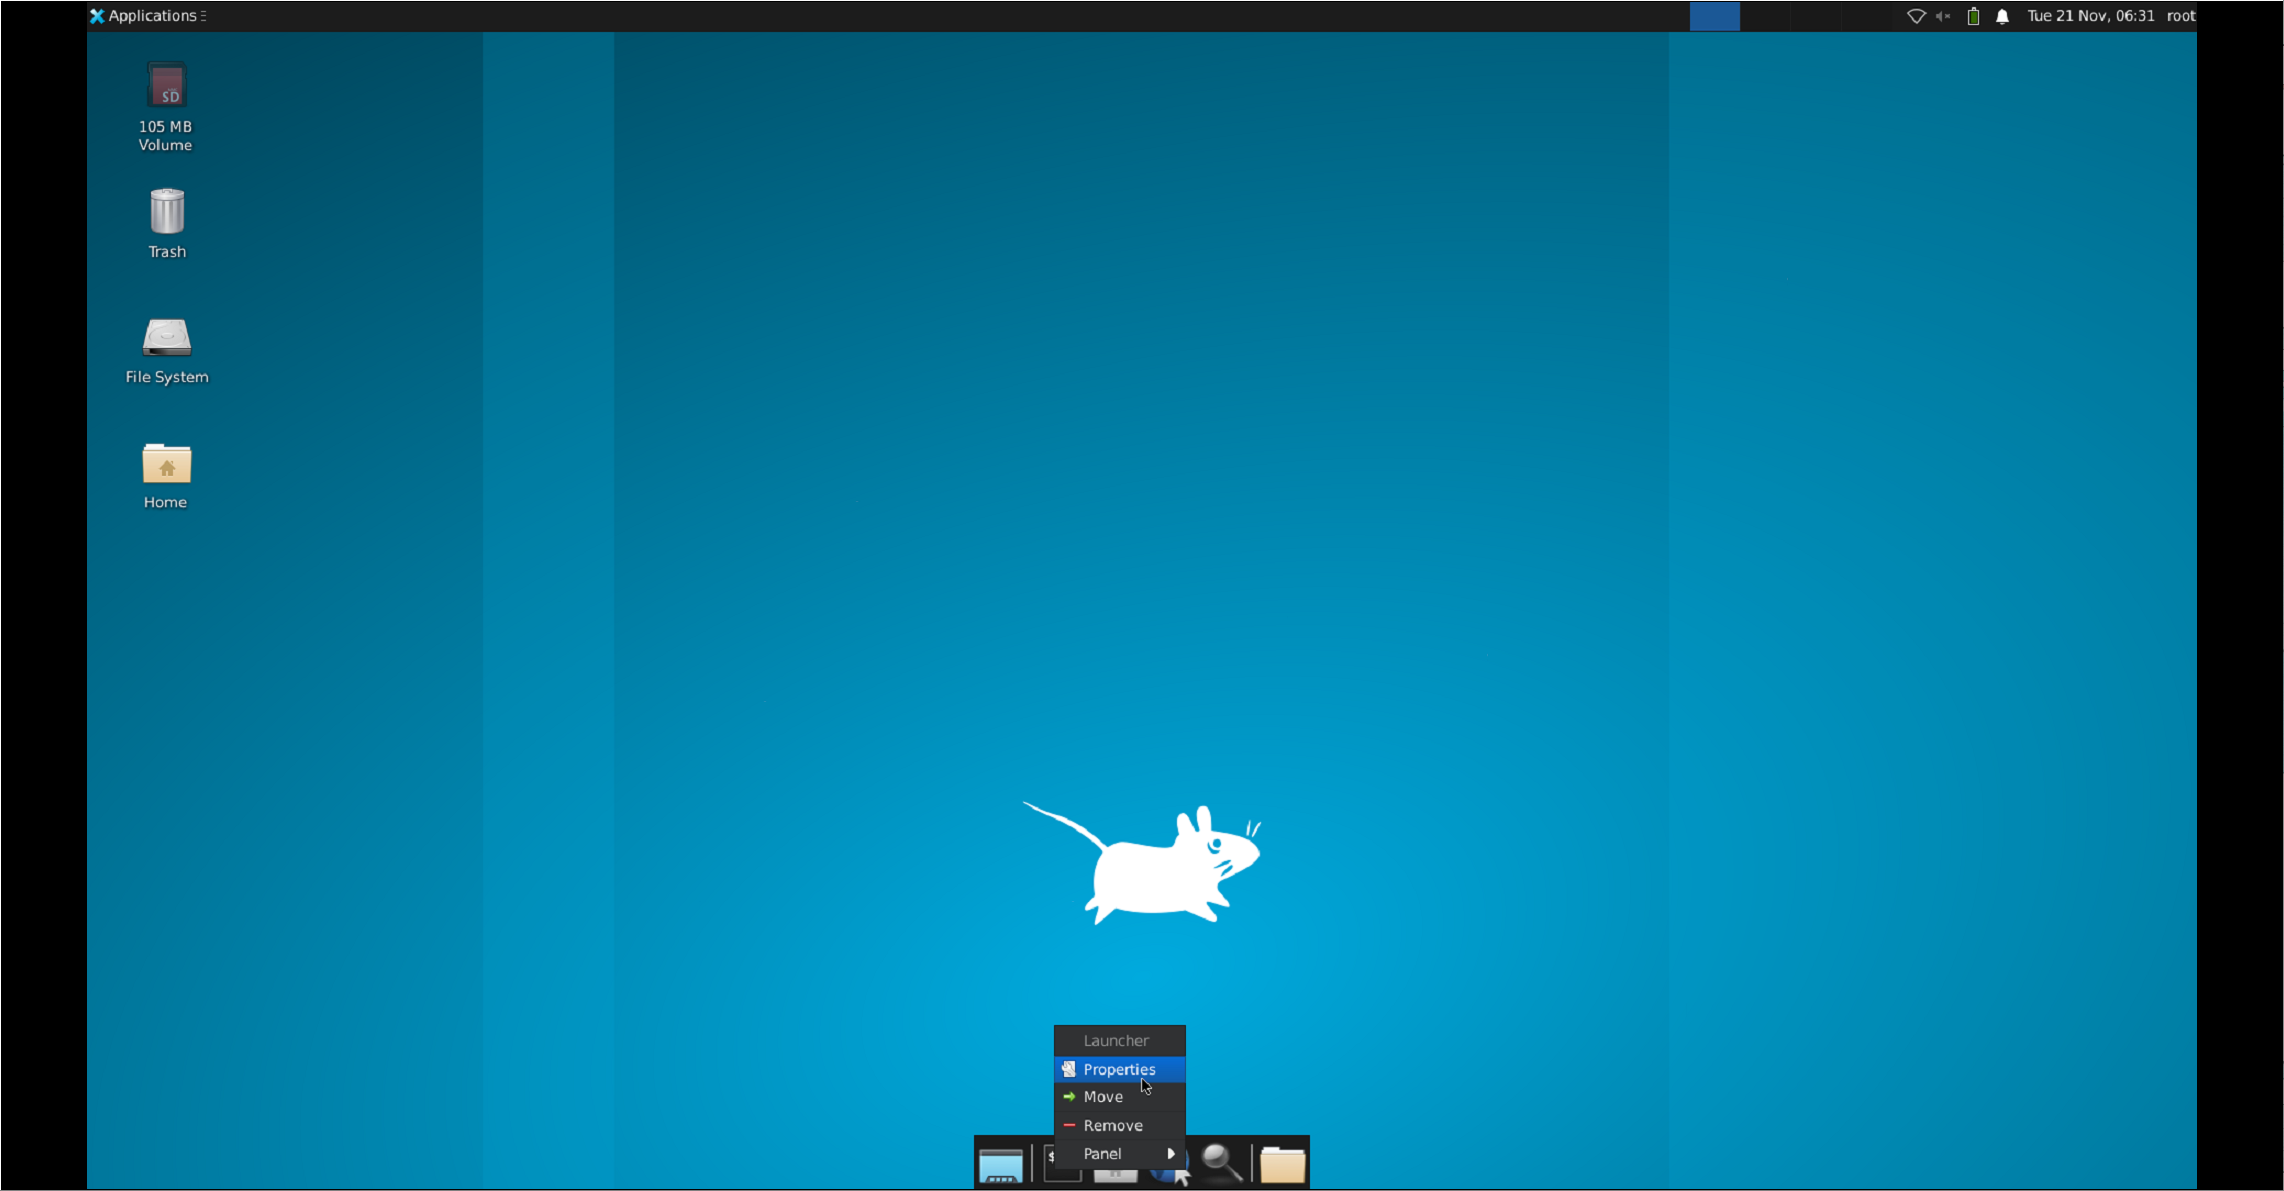 Applications
Tue 21 Nov, 06:31 root
SD
105 MB
Volume
Trash
File System
Home
Launcher
Properties
Move
Remove
Panel
$